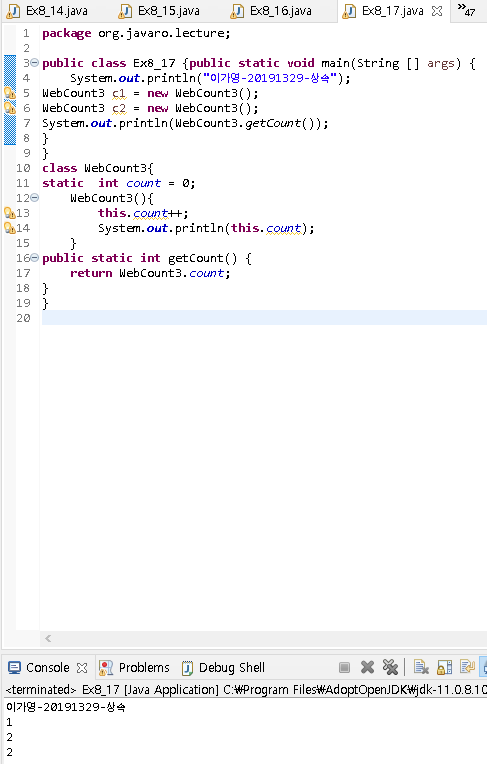 Ex8_14.java Ex8_15.java Ex8_16.java Ex8_17.java »47
1 package org.javaro.lecture;
2
3 public class Ex8_17 {public static void main(String [] args) {
4 System.out.println("이가영-20191329-상속");
5 WebCount3 c1 = new WebCount3();
6 WebCount3 c2 = new WebCount3();
7 System.out.println(WebCount3.getCount());
8 }
9 }
10 class WebCount3{
11 static  int count = 0;
12 WebCount3(){
13 this.count++;
14 System.out.println(this.count);
15 }
16 public static int getCount() {
17 return WebCount3.count;
18 }
19 }
20
Console Problems Debug Shell
<terminated> Ex8_17 [Java Application] C:₩Program Files₩AdoptOpenJDK₩jdk-11.0.8.10
이가영-20191329-상속
1
2
2